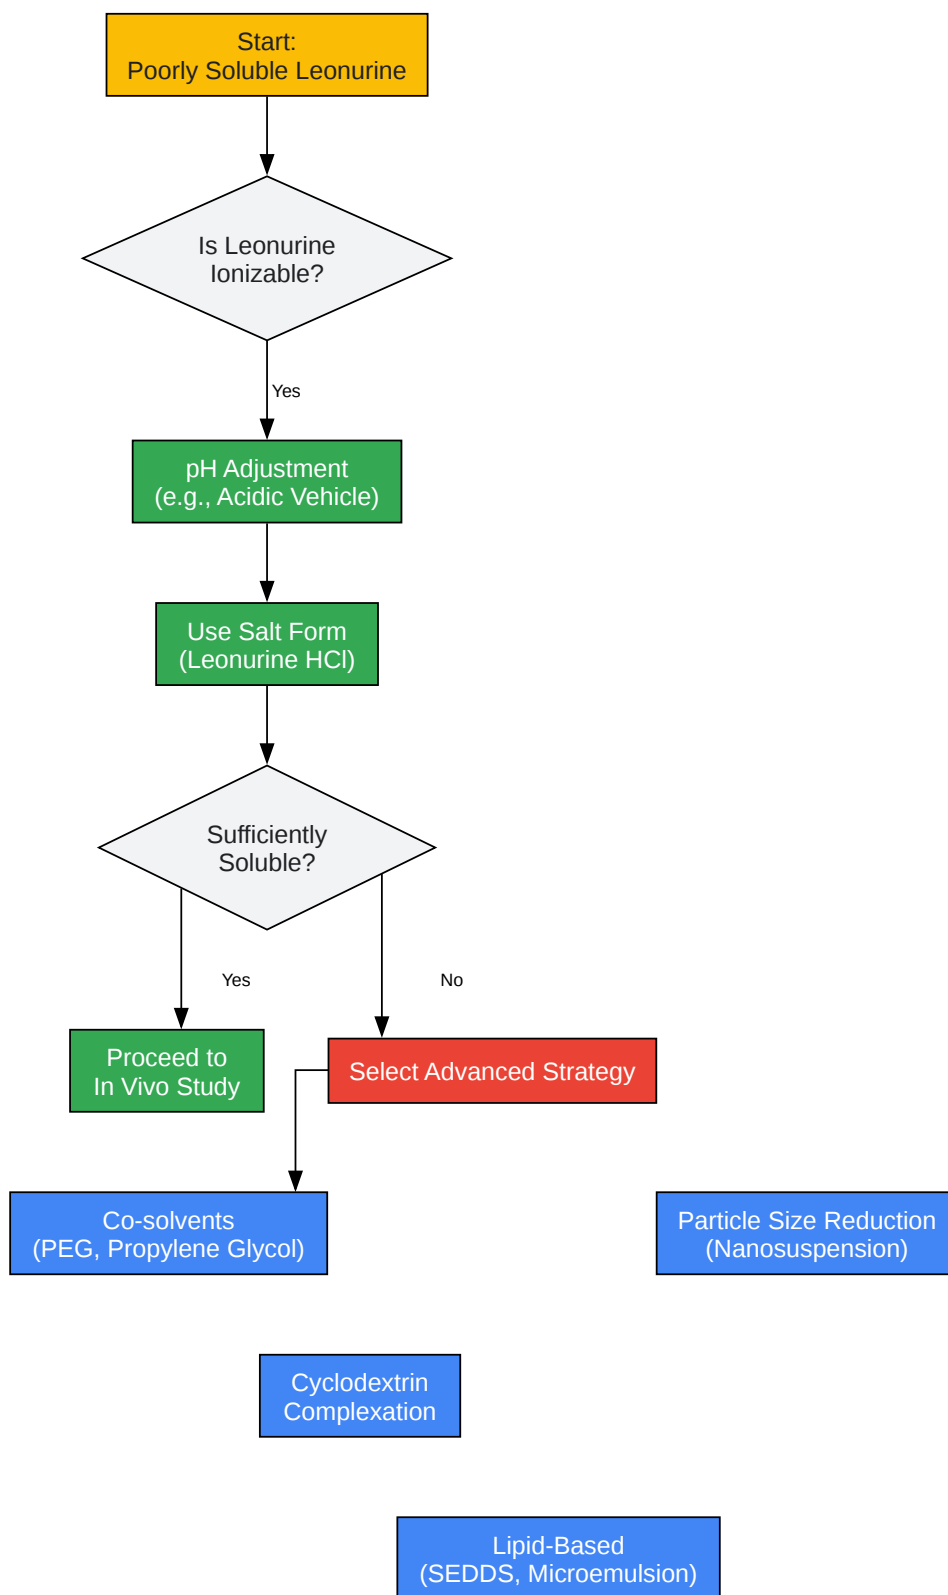 Start:
Poorly Soluble Leonurine
Is Leonurine
Ionizable?
Yes
pH Adjustment
(e.g., Acidic Vehicle)
Use Salt Form
(Leonurine HCl)
Sufficiently
Soluble?
Yes
No
Proceed to
In Vivo Study
Select Advanced Strategy
Co-solvents
(PEG, Propylene Glycol)
Particle Size Reduction
(Nanosuspension)
Cyclodextrin
Complexation
Lipid-Based
(SEDDS, Microemulsion)